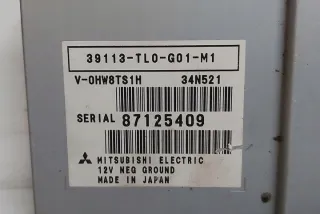 39113-TL0-G01-M1
V-0HW8TS1H 34N521
SERIAL 87125409
MITSUBISHI ELECTRIC
12V NEG GROUND
MADE IN JAPAN